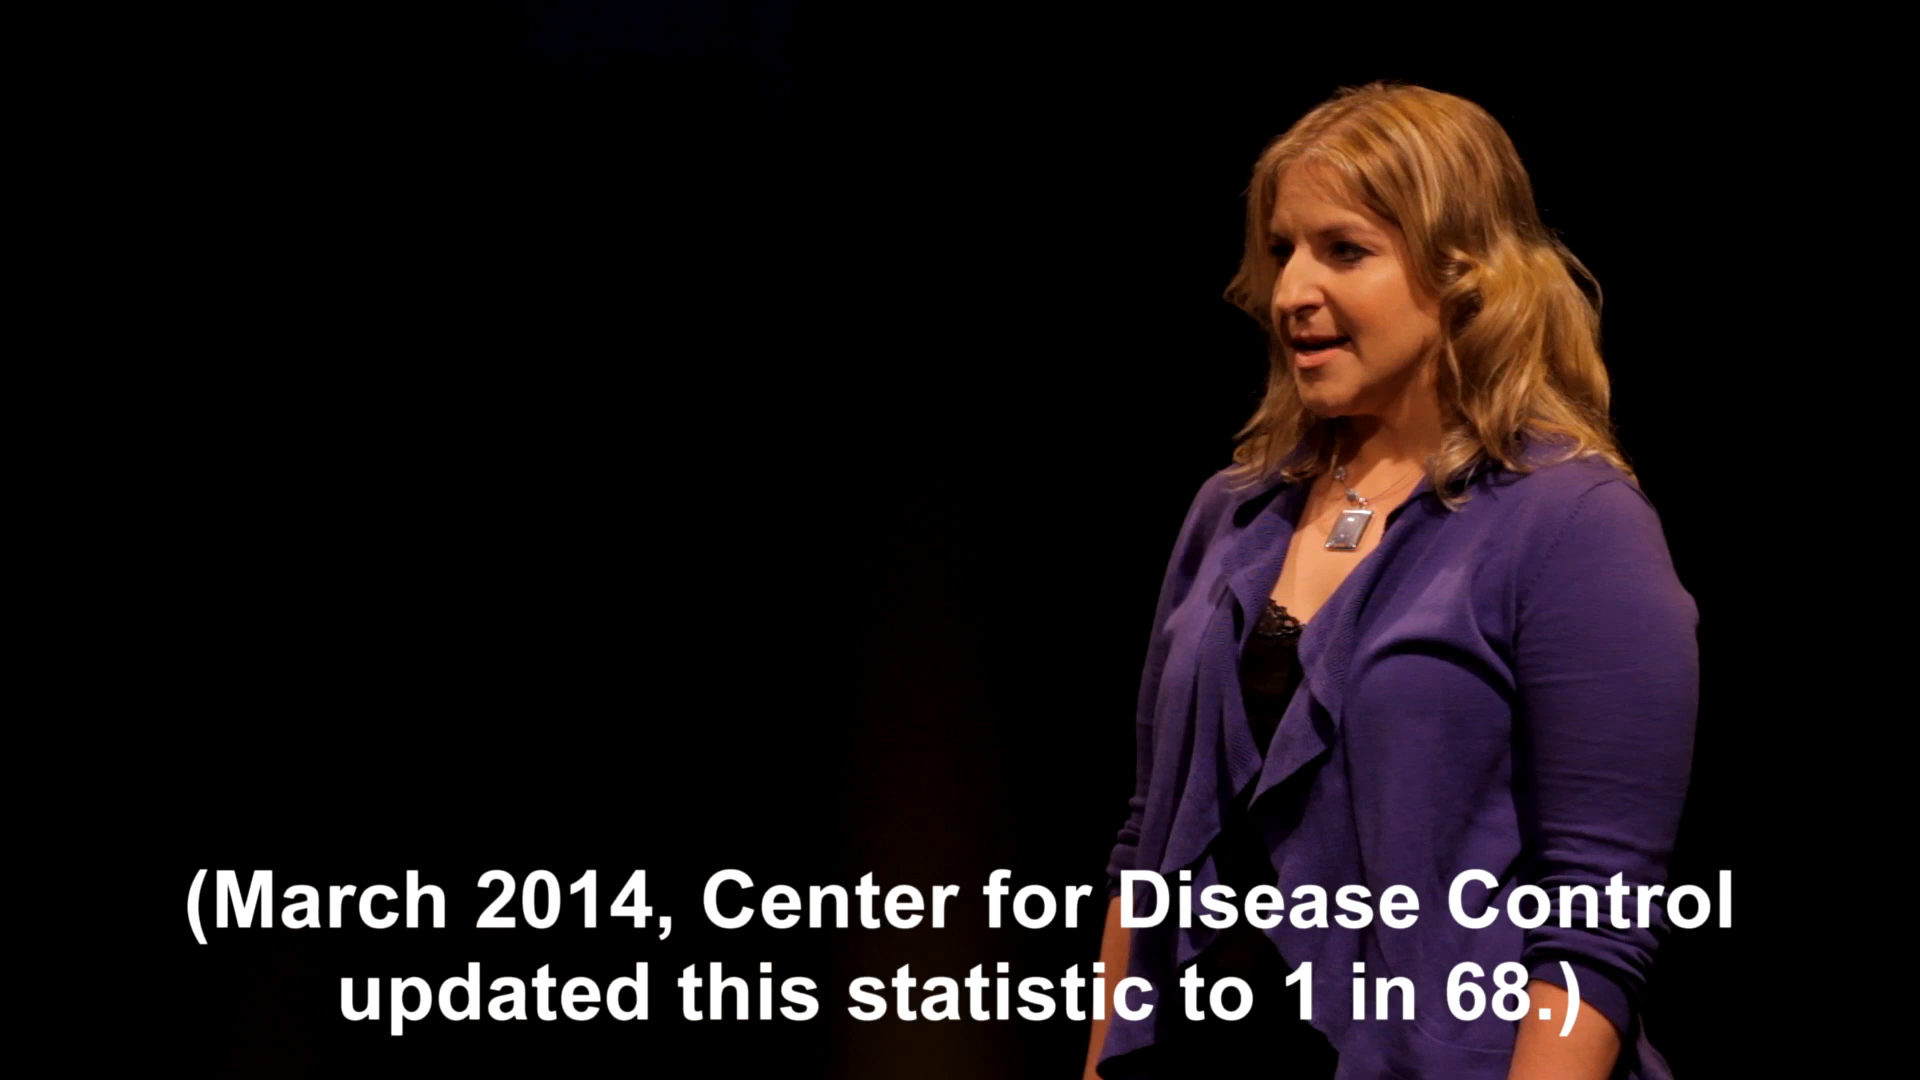 (March 2014, Center for Disease Control
updated this statistic to 1 in 68.)